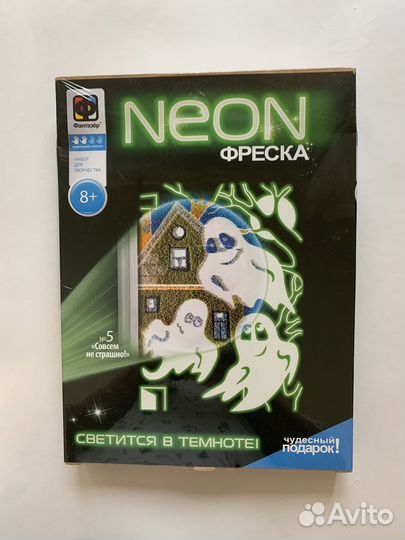 Фантазёр
НАБОР
ДЛЯ
ТВОРЧЕСТВА
8+
NeON
ФРЕСКА
№5
«Совсем
не страшно!»
СВЕТИТСЯ В ТЕМНОТЕ!
чудесный
подарок!
Avito